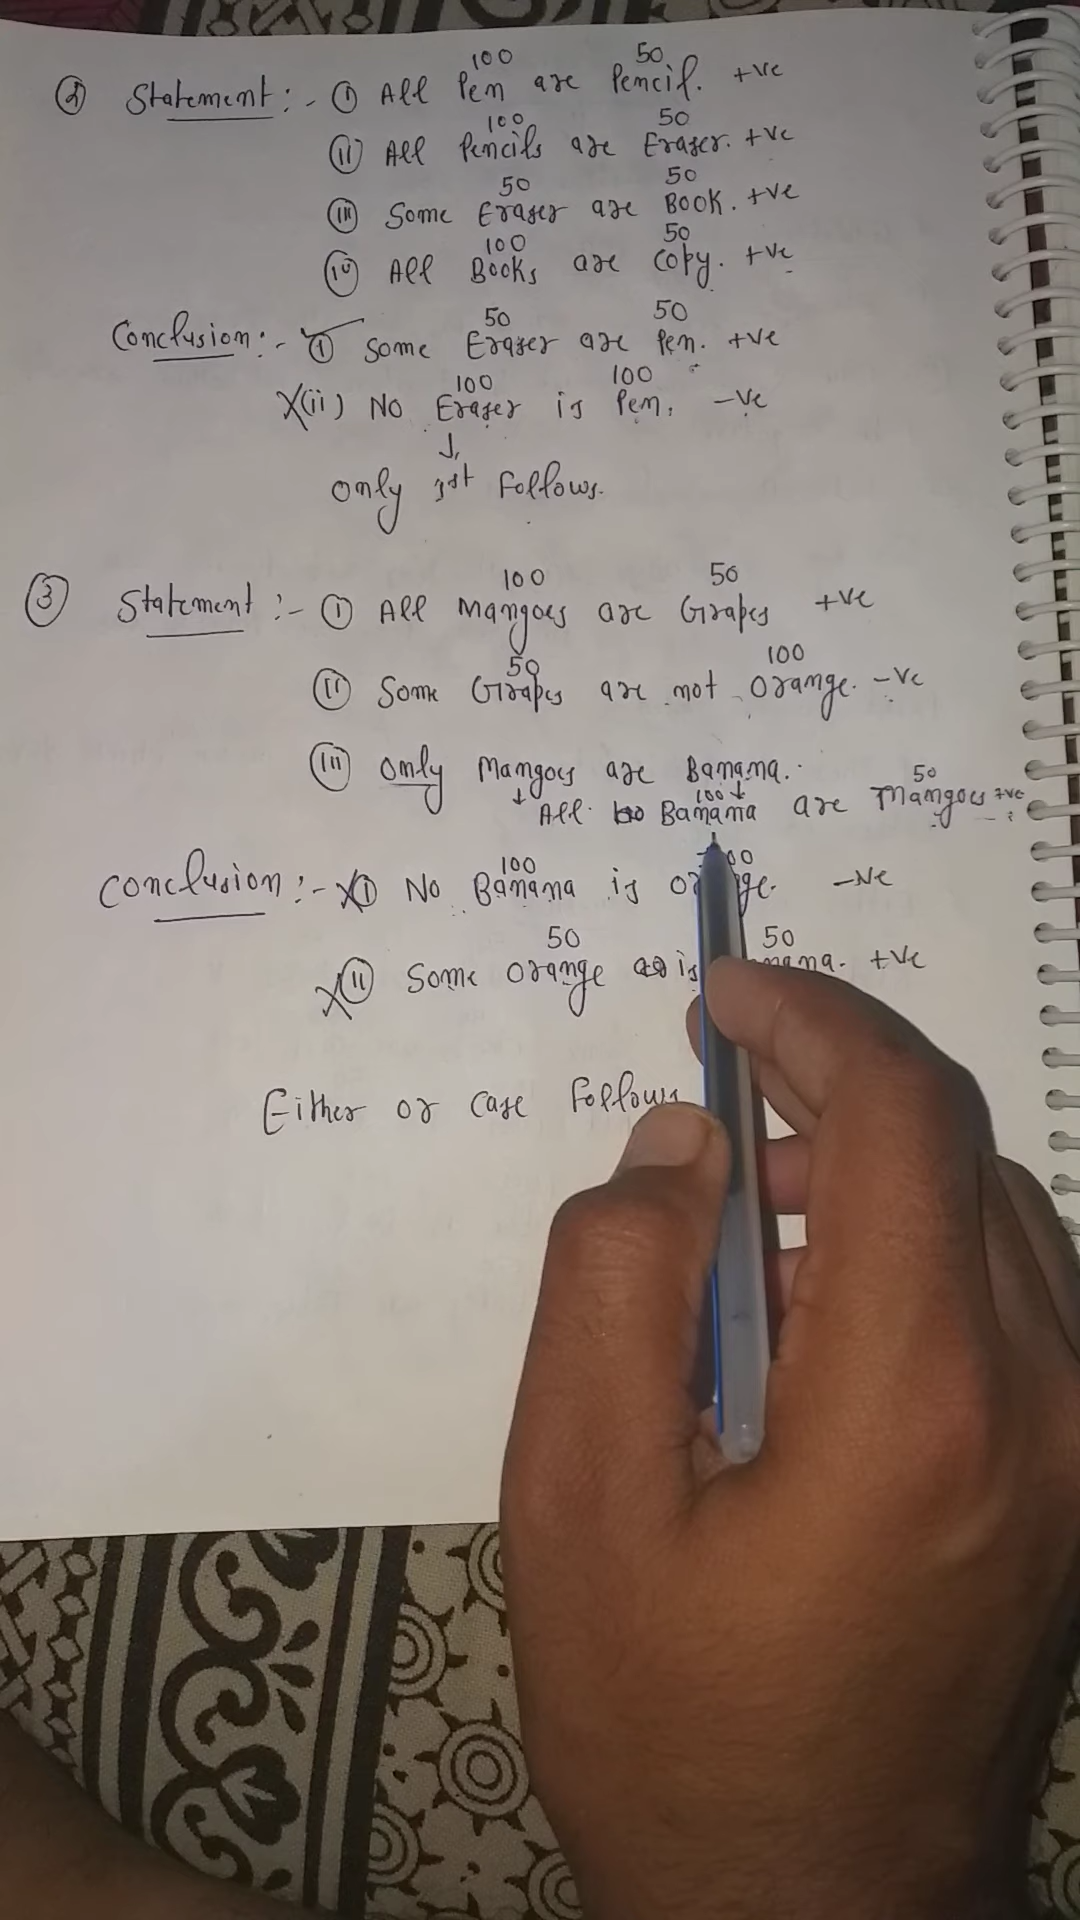 100 50
② Statement :- ① All Pen are Pencil. +ve
100 50
(ii) All Pencils are Eraser. +ve
50 50
(iii) Some Eraser are Book. +ve
100 50
(iv) All Books are Copy. +ve
50 50
Conclusion :- ① Some Eraser are Pen. +ve
100 100
X(ii) No Eraser is Pen. -ve
↓
Only 1st Follows.
100 50
③ Statement :- ① All Mangoes are Grapes +ve
50 100
(ii) Some Grapes are not Orange. -ve
(iii) Only Mangoes are Banana.
↓ 100 ↓ 50
All Banana are Mangoes +ve
100 100
Conclusion :- X① No Banana is -Ve
50 50
X(ii) Some Orange is +ve
Either or Case Follows